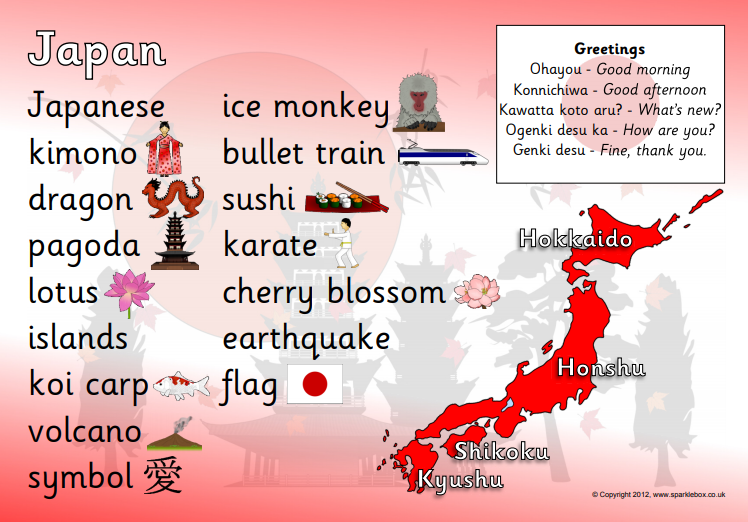 Japan
Japanese
kimono
dragon
pagoda
lotus
islands
koi carp
volcano
symbol 愛
ice monkey
bullet train
sushi
karate
cherry blossom
earthquake
flag
Greetings
Ohayou - Good morning
Konnichiwa - Good afternoon
Kawatta koto aru? - What's new?
Ogenki desu ka - How are you?
Genki desu - Fine, thank you.
Hokkaido
Honshu
Shikoku
Kyushu
© Copyright 2012, www.sparklebox.co.uk